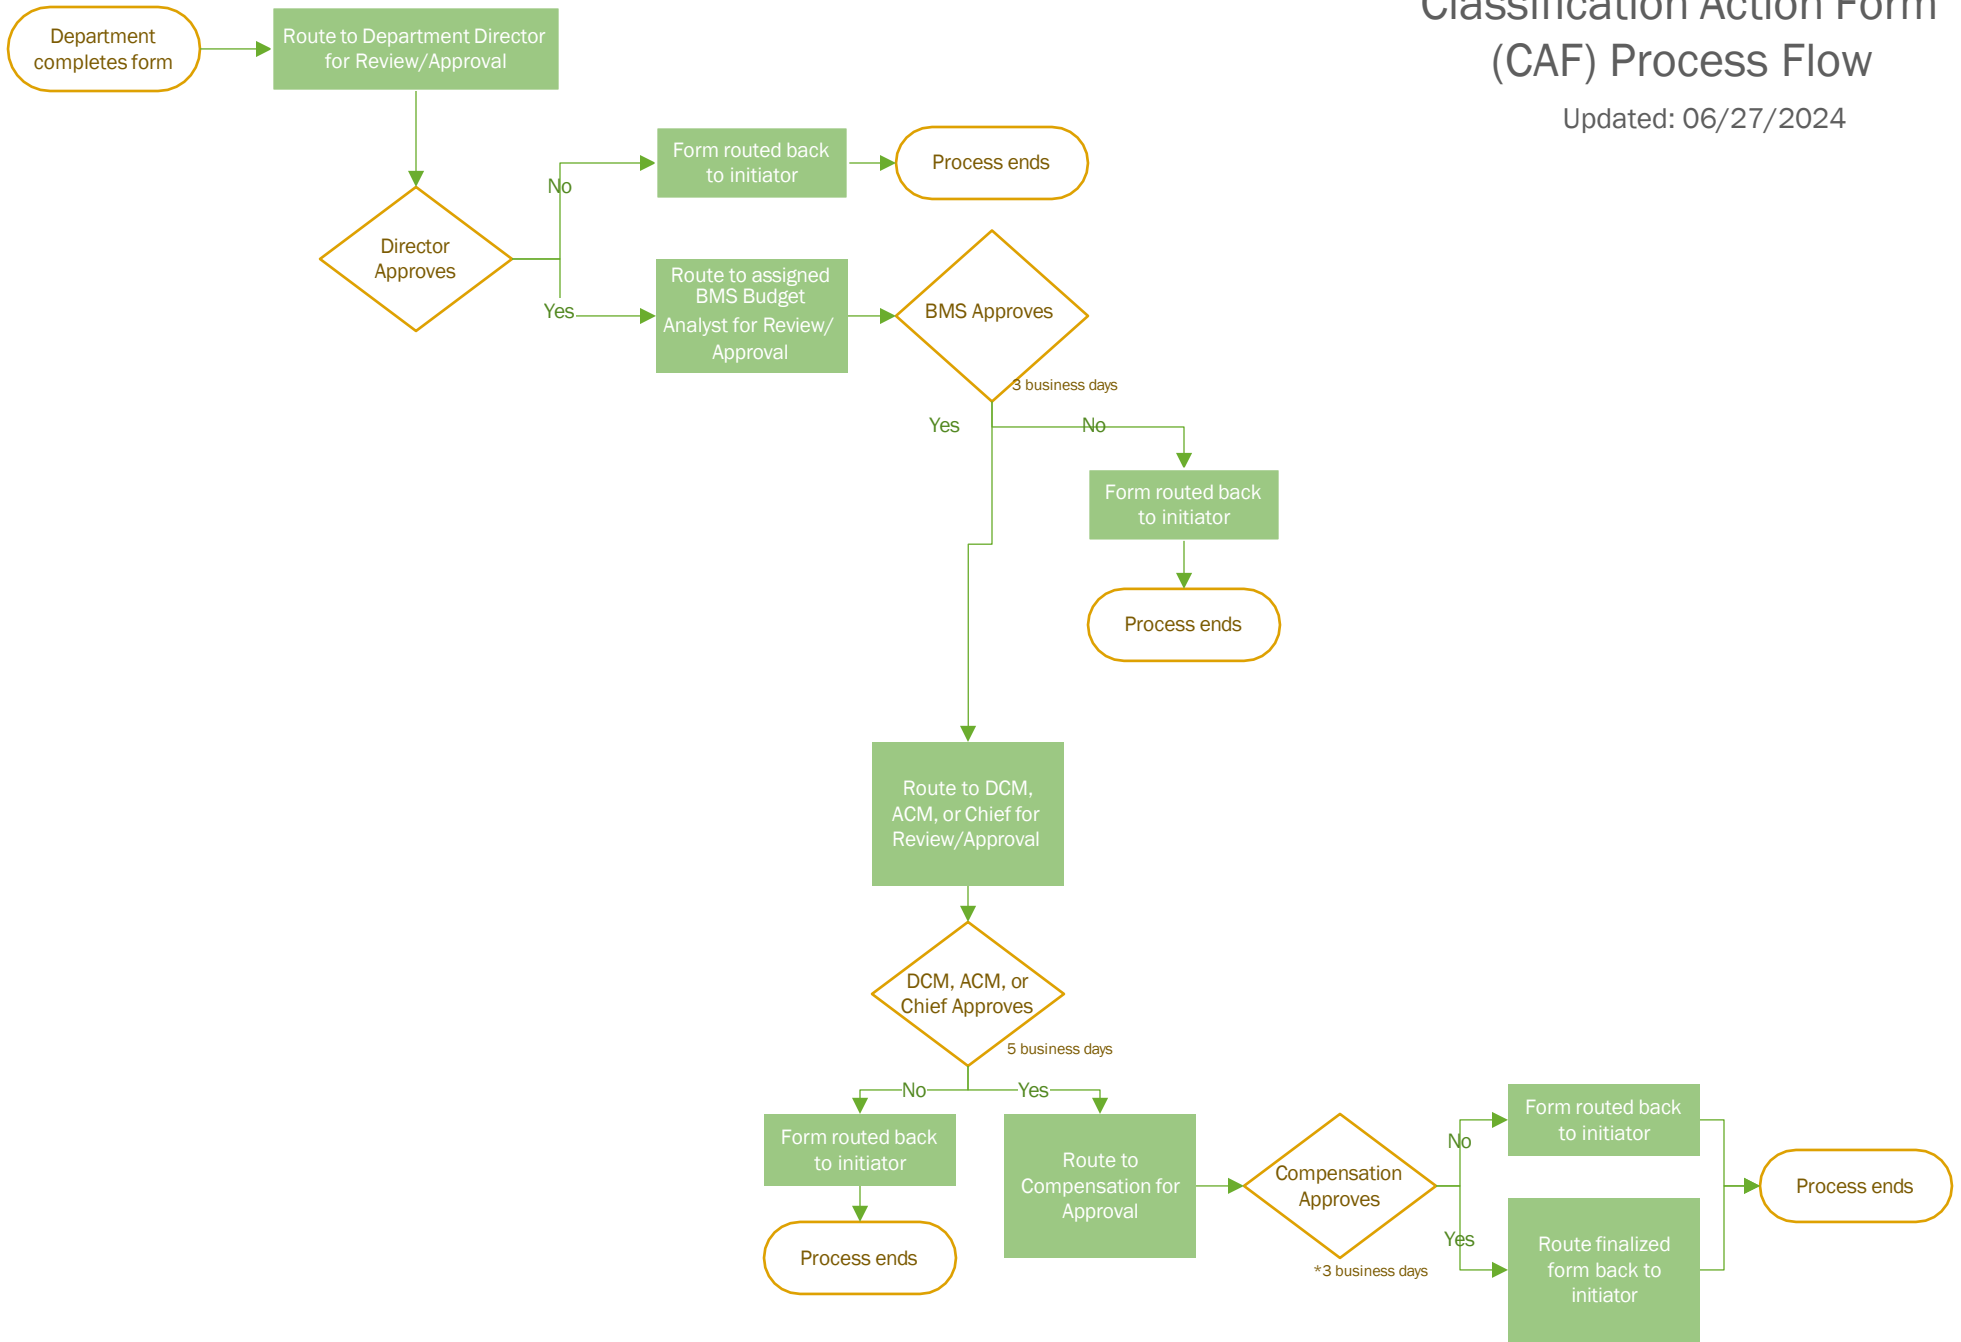 Classification Action Form
(CAF) Process Flow
Updated: 06/27/2024
Department
completes form
Route to Department Director
for Review/Approval
Director
Approves
No
Form routed back
to initiator
Process ends
Yes
Route to assigned
BMS Budget
Analyst for Review/
Approval
BMS Approves
3 business days
Yes
No
Form routed back
to initiator
Process ends
Route to DCM,
ACM, or Chief for
Review/Approval
DCM, ACM, or
Chief Approves
5 business days
No
Yes
Form routed back
to initiator
Process ends
Route to
Compensation for
Approval
Compensation
Approves
*3 business days
No
Form routed back
to initiator
Yes
Route finalized
form back to
initiator
Process ends